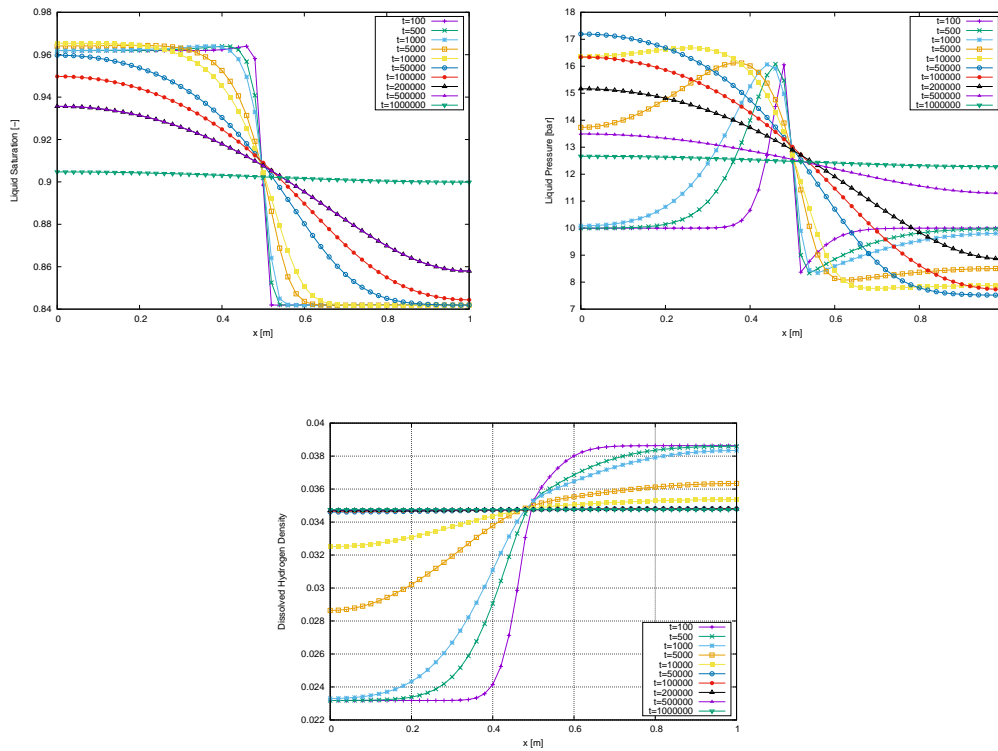 0.98
0.96
0.94
0.92
0.9
0.88
0.86
0.84
0
0.2
0.4
0.6
0.8
1
Liquid Saturation [–]
x [m]
t=100
t=500
t=1000
t=5000
t=10000
t=50000
t=100000
t=200000
t=500000
t=1000000
18
17
16
15
14
13
12
11
10
9
8
7
0
0.2
0.4
0.6
0.8
Liquid Pressure [bar]
x [m]
t=100
t=500
t=1000
t=5000
t=10000
t=50000
t=100000
t=200000
t=500000
t=1000000
0.04
0.038
0.036
0.034
0.032
0.03
0.028
0.026
0.024
0.022
0
0.2
0.4
0.6
0.8
1
Dissolved Hydrogen Density
x [m]
t=100
t=500
t=1000
t=5000
t=10000
t=50000
t=100000
t=200000
t=500000
t=1000000